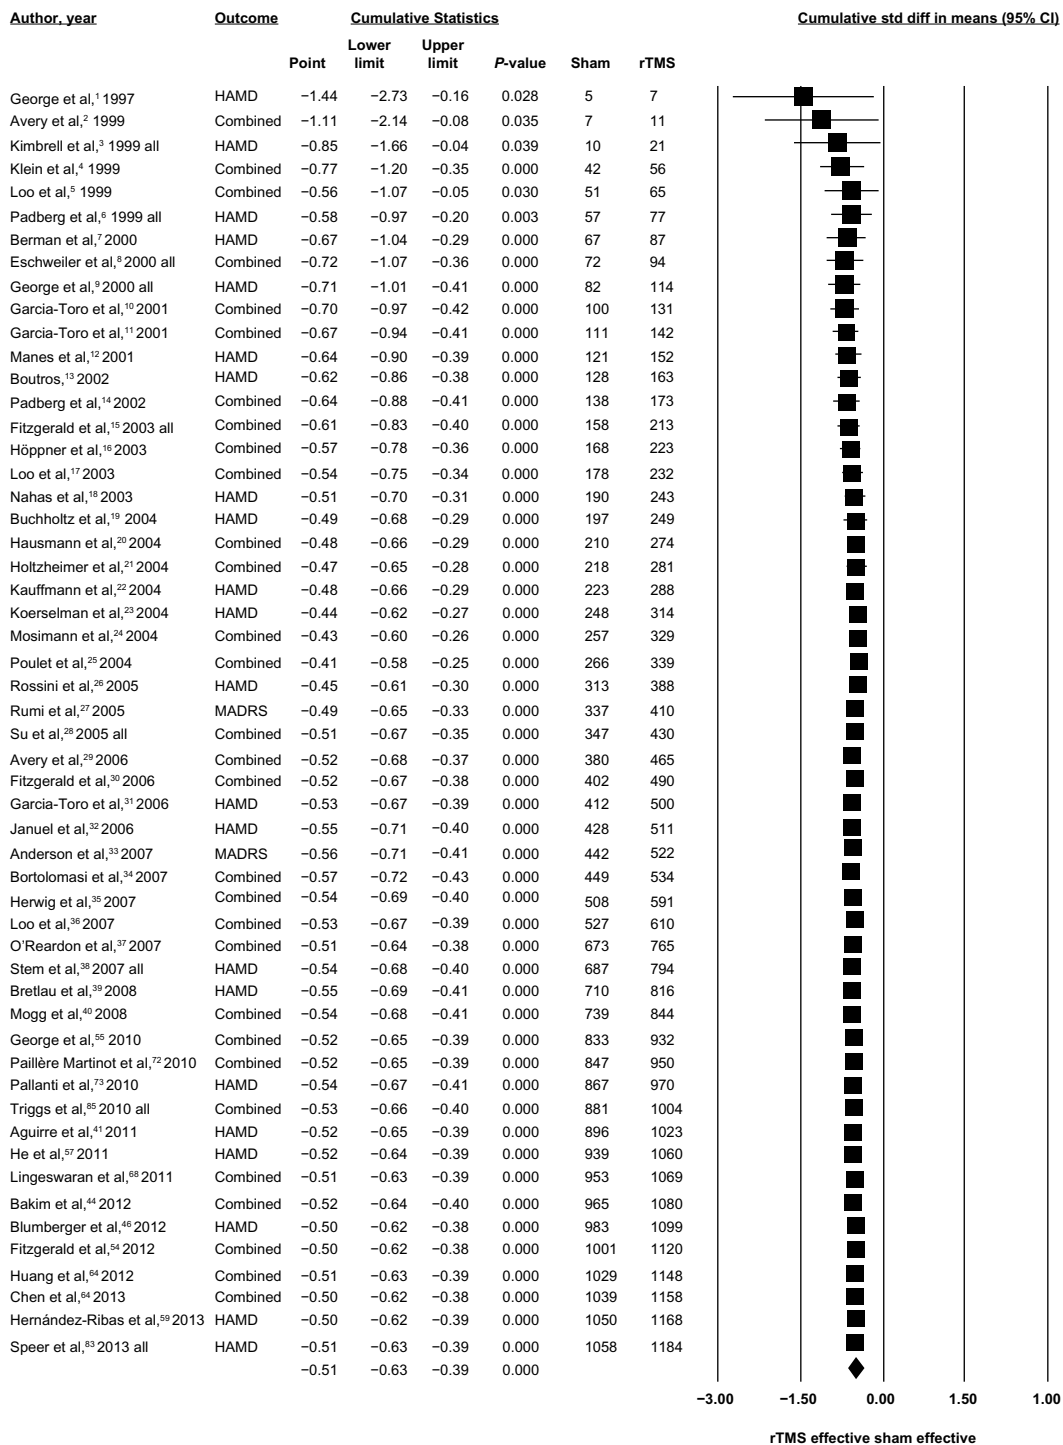 Author, year Outcome Cumulative Statistics Cumulative std diff in means (95% CI)
Point Lower limit Upper limit P-value Sham rTMS
George et al,¹ 1997 HAMD −1.44 −2.73 −0.16 0.028 5 7
Avery et al,² 1999 Combined −1.11 −2.14 −0.08 0.035 7 11
Kimbrell et al,³ 1999 all HAMD −0.85 −1.66 −0.04 0.039 10 21
Klein et al,⁴ 1999 Combined −0.77 −1.20 −0.35 0.000 42 56
Loo et al,⁵ 1999 Combined −0.56 −1.07 −0.05 0.030 51 65
Padberg et al,⁶ 1999 all HAMD −0.58 −0.97 −0.20 0.003 57 77
Berman et al,⁷ 2000 HAMD −0.67 −1.04 −0.29 0.000 67 87
Eschweiler et al,⁸ 2000 all Combined −0.72 −1.07 −0.36 0.000 72 94
George et al,⁹ 2000 all HAMD −0.71 −1.01 −0.41 0.000 82 114
Garcia-Toro et al,¹⁰ 2001 Combined −0.70 −0.97 −0.42 0.000 100 131
Garcia-Toro et al,¹¹ 2001 Combined −0.67 −0.94 −0.41 0.000 111 142
Manes et al,¹² 2001 HAMD −0.64 −0.90 −0.39 0.000 121 152
Boutros,¹³ 2002 HAMD −0.62 −0.86 −0.38 0.000 128 163
Padberg et al,¹⁴ 2002 Combined −0.64 −0.88 −0.41 0.000 138 173
Fitzgerald et al,¹⁵ 2003 all Combined −0.61 −0.83 −0.40 0.000 158 213
Höppner et al,¹⁶ 2003 Combined −0.57 −0.78 −0.36 0.000 168 223
Loo et al,¹⁷ 2003 Combined −0.54 −0.75 −0.34 0.000 178 232
Nahas et al,¹⁸ 2003 HAMD −0.51 −0.70 −0.31 0.000 190 243
Buchholtz et al,¹⁹ 2004 HAMD −0.49 −0.68 −0.29 0.000 197 249
Hausmann et al,²⁰ 2004 Combined −0.48 −0.66 −0.29 0.000 210 274
Holtzheimer et al,²¹ 2004 Combined −0.47 −0.65 −0.28 0.000 218 281
Kauffmann et al,²² 2004 HAMD −0.48 −0.66 −0.29 0.000 223 288
Koerselman et al,²³ 2004 HAMD −0.44 −0.62 −0.27 0.000 248 314
Mosimann et al,²⁴ 2004 Combined −0.43 −0.60 −0.26 0.000 257 329
Poulet et al,²⁵ 2004 Combined −0.41 −0.58 −0.25 0.000 266 339
Rossini et al,²⁶ 2005 HAMD −0.45 −0.61 −0.30 0.000 313 388
Rumi et al,²⁷ 2005 MADRS −0.49 −0.65 −0.33 0.000 337 410
Su et al,²⁸ 2005 all Combined −0.51 −0.67 −0.35 0.000 347 430
Avery et al,²⁹ 2006 Combined −0.52 −0.68 −0.37 0.000 380 465
Fitzgerald et al,³⁰ 2006 Combined −0.52 −0.67 −0.38 0.000 402 490
Garcia-Toro et al,³¹ 2006 HAMD −0.53 −0.67 −0.39 0.000 412 500
Januel et al,³² 2006 HAMD −0.55 −0.71 −0.40 0.000 428 511
Anderson et al,³³ 2007 MADRS −0.56 −0.71 −0.41 0.000 442 522
Bortolomasi et al,³⁴ 2007 Combined −0.57 −0.72 −0.43 0.000 449 534
Herwig et al,³⁵ 2007 Combined −0.54 −0.69 −0.40 0.000 508 591
Loo et al,³⁶ 2007 Combined −0.53 −0.67 −0.39 0.000 527 610
O'Reardon et al,³⁷ 2007 Combined −0.51 −0.64 −0.38 0.000 673 765
Stem et al,³⁸ 2007 all HAMD −0.54 −0.68 −0.40 0.000 687 794
Bretlau et al,³⁹ 2008 HAMD −0.55 −0.69 −0.41 0.000 710 816
Mogg et al,⁴⁰ 2008 Combined −0.54 −0.68 −0.41 0.000 739 844
George et al,⁵⁵ 2010 Combined −0.52 −0.65 −0.39 0.000 833 932
Paillère Martinot et al,⁷² 2010 Combined −0.52 −0.65 −0.39 0.000 847 950
Pallanti et al,⁷³ 2010 HAMD −0.54 −0.67 −0.41 0.000 867 970
Triggs et al,⁸⁵ 2010 all Combined −0.53 −0.66 −0.40 0.000 881 1004
Aguirre et al,⁴¹ 2011 HAMD −0.52 −0.65 −0.39 0.000 896 1023
He et al,⁵⁷ 2011 HAMD −0.52 −0.64 −0.39 0.000 939 1060
Lingeswaran et al,⁶⁸ 2011 Combined −0.51 −0.63 −0.39 0.000 953 1069
Bakim et al,⁴⁴ 2012 Combined −0.52 −0.64 −0.40 0.000 965 1080
Blumberger et al,⁴⁶ 2012 HAMD −0.50 −0.62 −0.38 0.000 983 1099
Fitzgerald et al,⁵⁴ 2012 Combined −0.50 −0.62 −0.38 0.000 1001 1120
Huang et al,⁶⁴ 2012 Combined −0.51 −0.63 −0.39 0.000 1029 1148
Chen et al,⁶⁴ 2013 Combined −0.50 −0.62 −0.38 0.000 1039 1158
Hernández-Ribas et al,⁵⁹ 2013 HAMD −0.50 −0.62 −0.39 0.000 1050 1168
Speer et al,⁸³ 2013 all HAMD −0.51 −0.63 −0.39 0.000 1058 1184
−0.51 −0.63 −0.39 0.000
−3.00 −1.50 0.00 1.50 1.00
rTMS effective sham effective